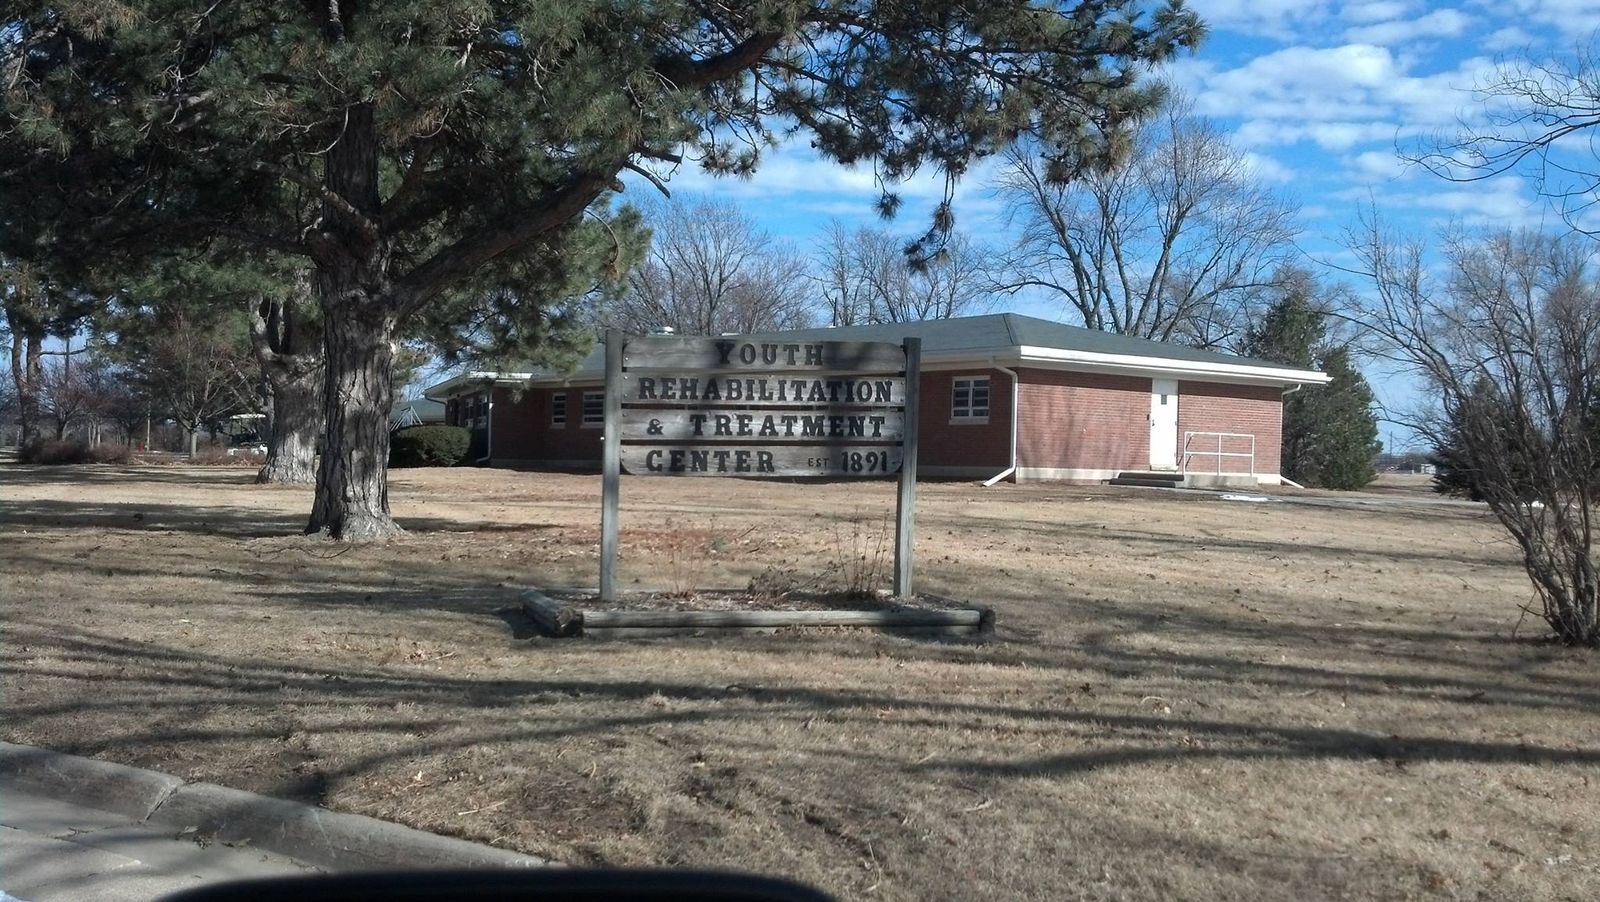 YOUTH
REHABILITATION
& TREATMENT
CENTER EST 1891